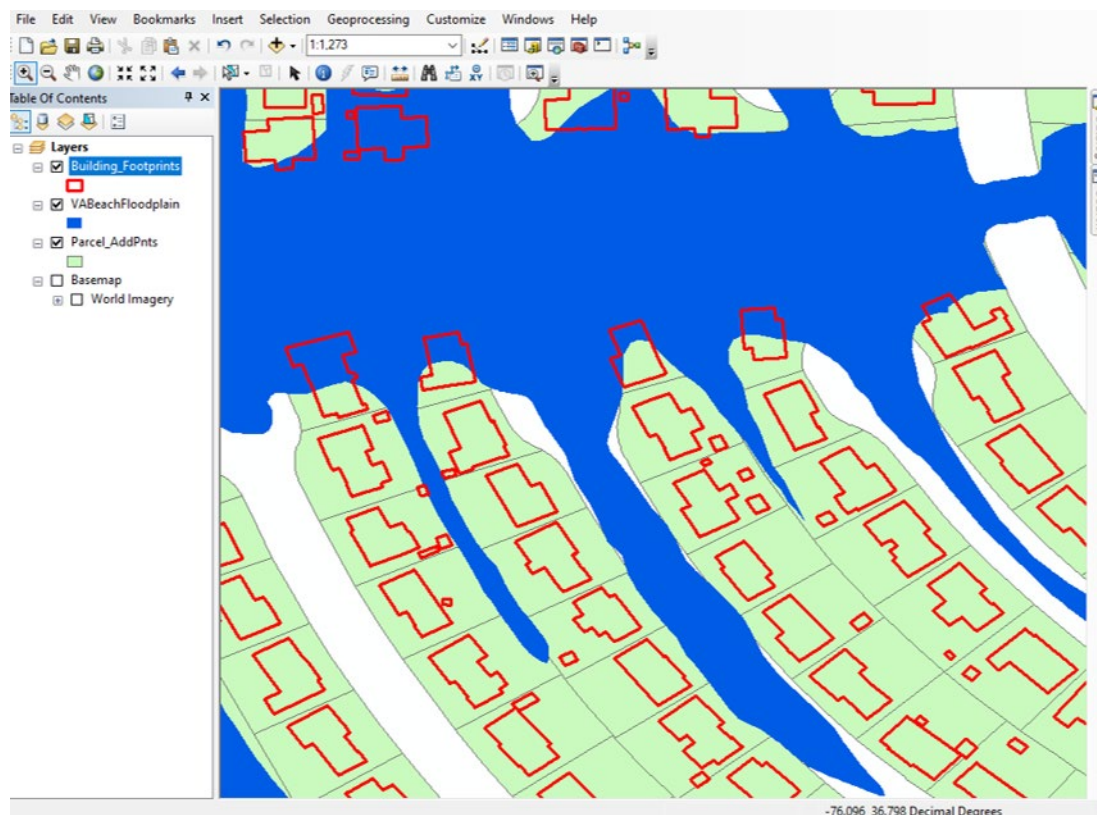 File Edit View Bookmarks Insert Selection Geoprocessing Customize Windows Help
1:1,273
Table Of Contents
Layers
Building_Footprints
VABeachFloodplain
Parcel_AddPnts
Basemap
World Imagery
-76.096 36.798 Decimal Degrees